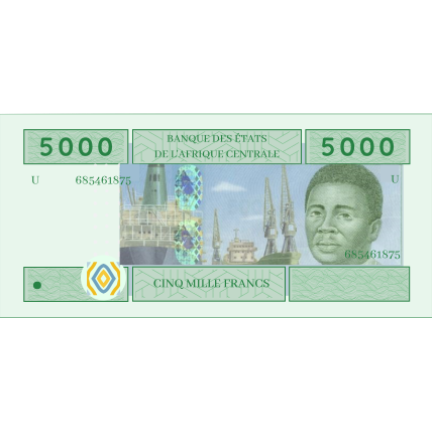 5000
BANQUE DES ÉTATS
DE L'AFRIQUE CENTRALE
5000
U 685461875
U
685461875
CINQ MILLE FRANCS